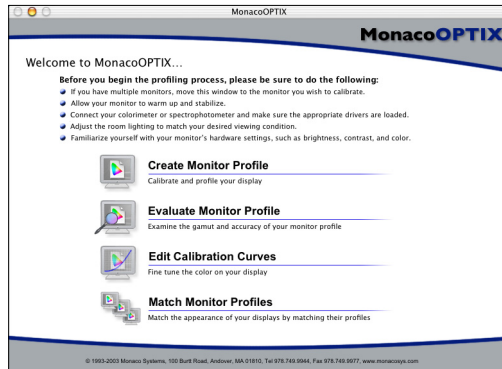 MonacoOPTIX
MonacoOPTIX
Welcome to MonacoOPTIX...
Before you begin the profiling process, please be sure to do the following:
If you have multiple monitors, move this window to the monitor you wish to calibrate.
Allow your monitor to warm up and stabilize.
Connect your colorimeter or spectrophotometer and make sure the appropriate drivers are loaded.
Adjust the room lighting to match your desired viewing condition.
Familiarize yourself with your monitor's hardware settings, such as brightness, contrast, and color.
Create Monitor Profile
Calibrate and profile your display
Evaluate Monitor Profile
Examine the gamut and accuracy of your monitor profile
Edit Calibration Curves
Fine tune the color on your display
Match Monitor Profiles
Match the appearance of your displays by matching their profiles
© 1993-2003 Monaco Systems, 100 Burtt Road, Andover, MA 01810, Tel 978.749.9944, Fax 978.749.9977, www.monacosys.com